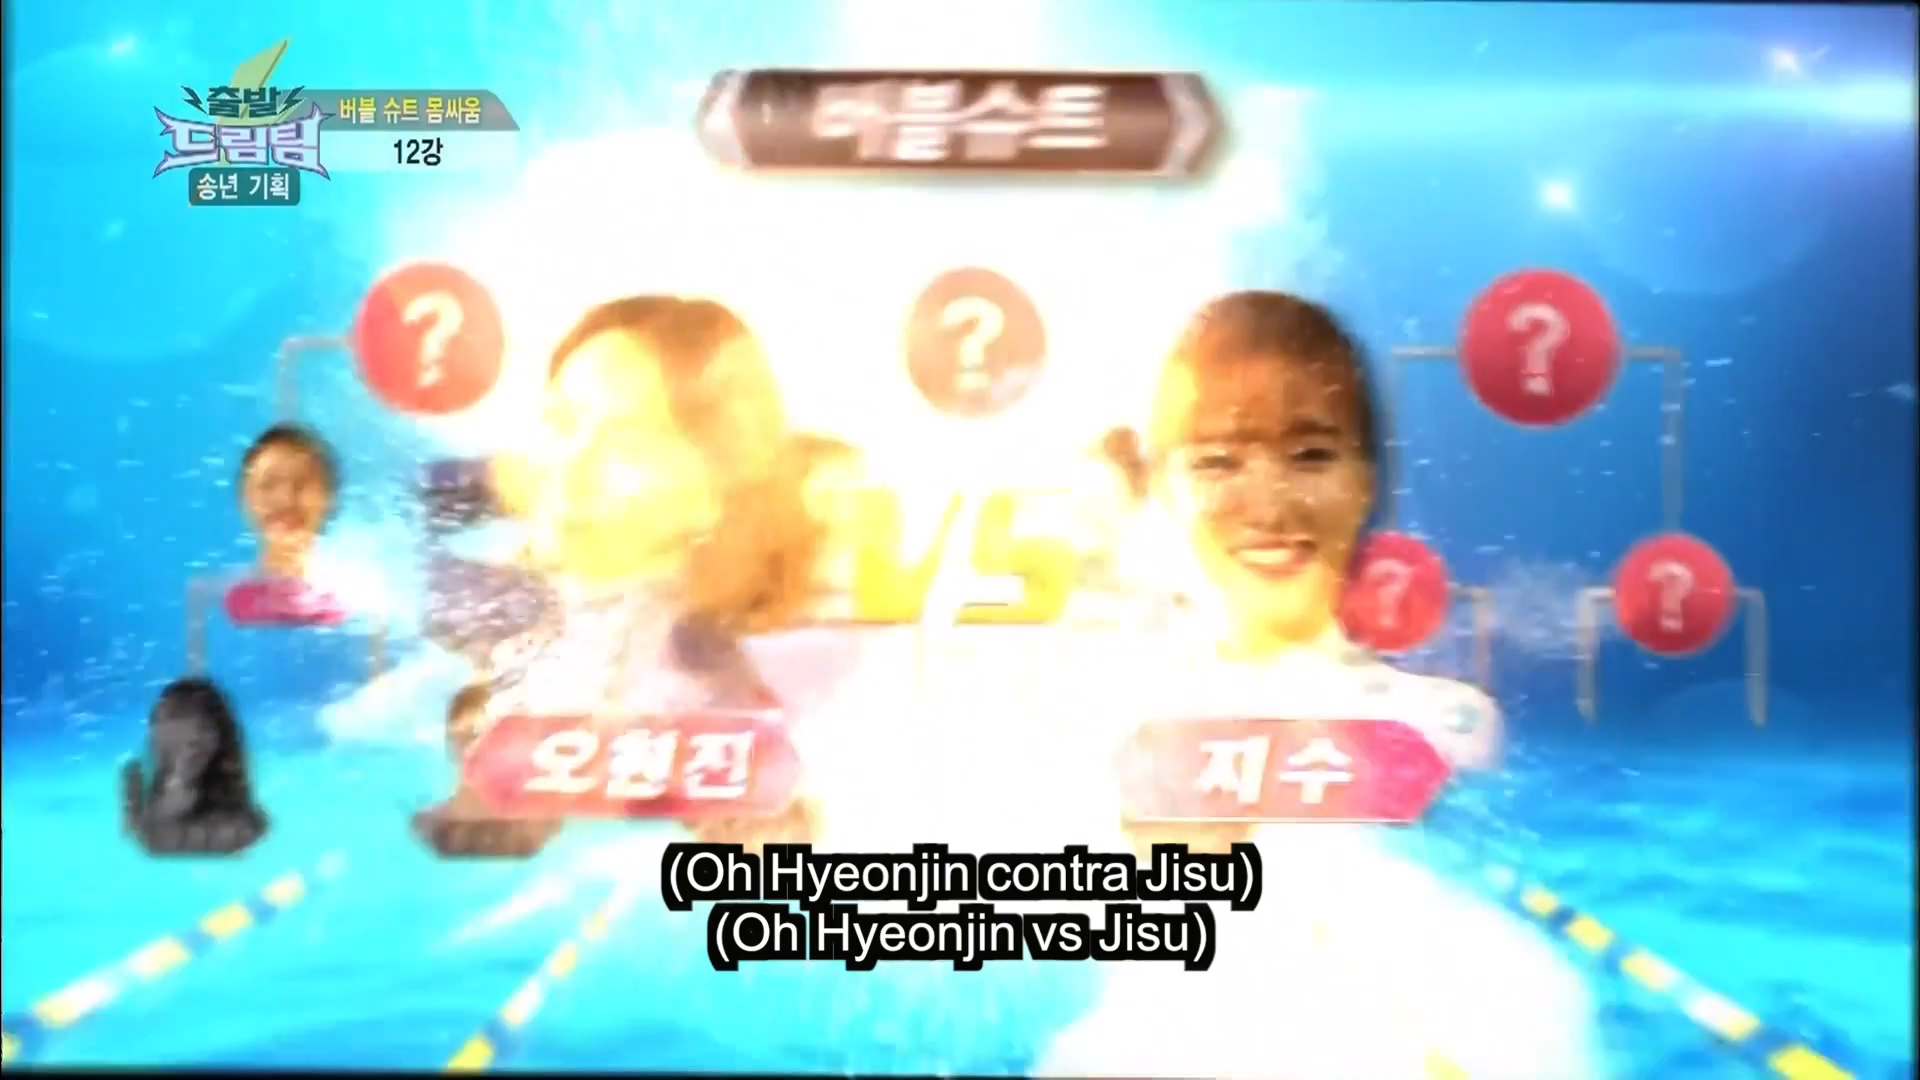 출발
드림팀
송년 기획
버블 슈트 몸싸움
12강
버블슈트
?
?
?
?
?
VS
오현진
지수
(Oh Hyeonjin contra Jisu)
(Oh Hyeonjin vs Jisu)